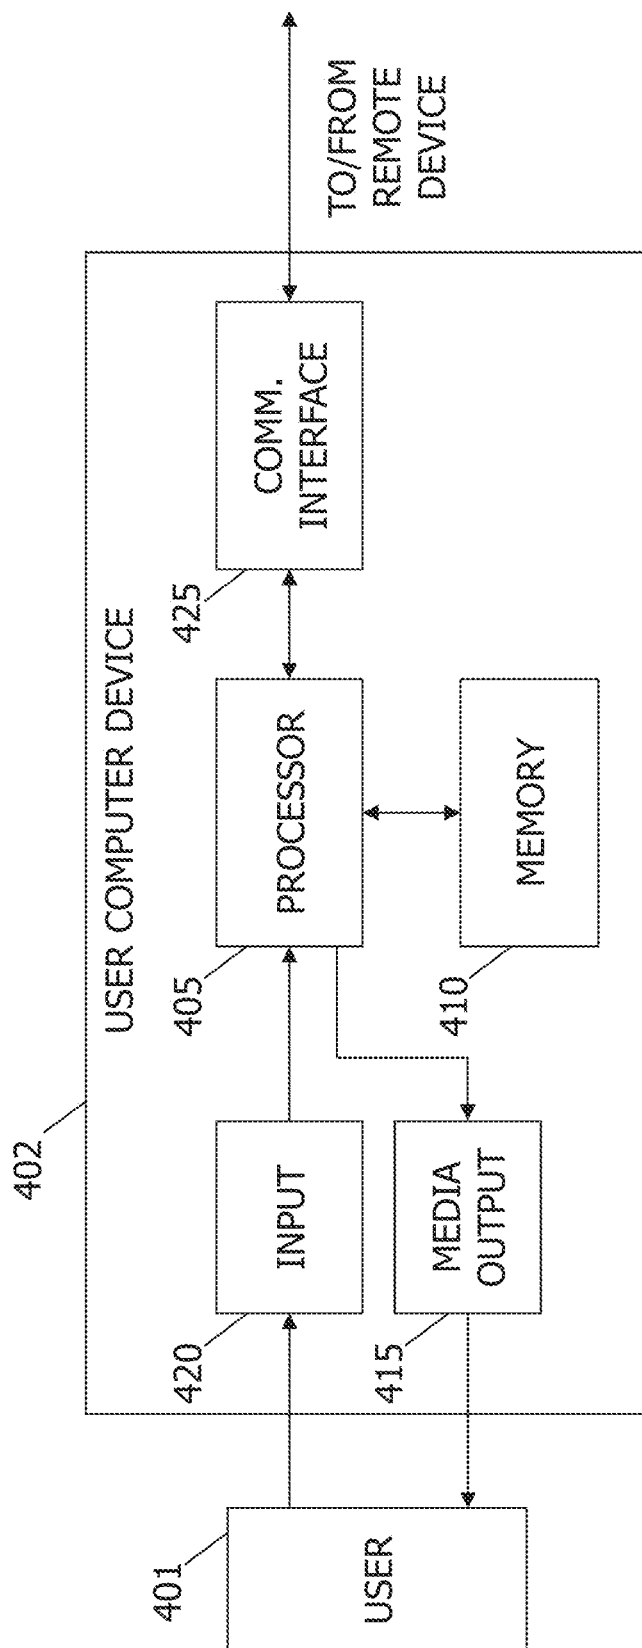 402
USER COMPUTER DEVICE
401
USER
420
INPUT
405
PROCESSOR
425
COMM.
INTERFACE
TO/FROM
REMOTE
DEVICE
415
MEDIA
OUTPUT
410
MEMORY